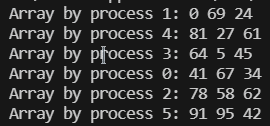 Array by process 1: 0 69 24
Array by process 4: 81 27 61
Array by process 3: 64 5 45
Array by process 0: 41 67 34
Array by process 2: 78 58 62
Array by process 5: 91 95 42